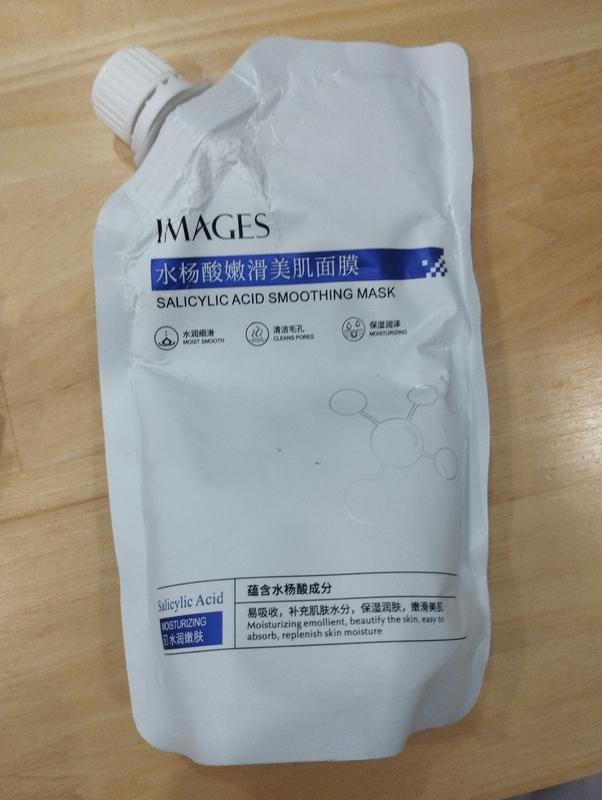 IMAGES
水杨酸嫩滑美肌面膜
SALICYLIC ACID SMOOTHING MASK
水润细滑
MOIST SMOOTH
清洁毛孔
CLEANS PORES
保湿润泽
MOISTURIZING
Salicylic Acid
MOISTURIZING
水润嫩肤
蕴含水杨酸成分
易吸收，补充肌肤水分，保湿润肤，嫩滑美肌
Moisturizing emollient, beautify the skin, easy to
absorb, replenish skin moisture